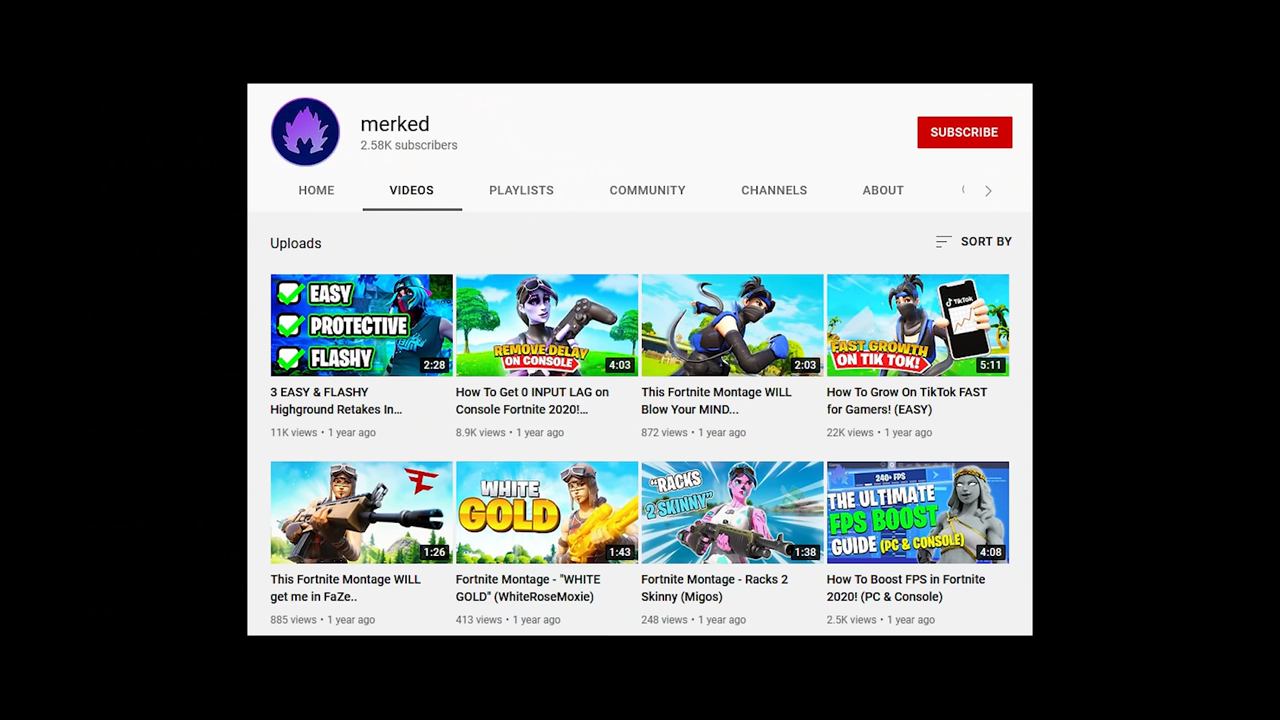 merked
2.58K subscribers
SUBSCRIBE
HOME VIDEOS PLAYLISTS COMMUNITY CHANNELS ABOUT
Uploads
SORT BY
EASY
PROTECTIVE
FLASHY
2:28
REMOVE DELAY
ON CONSOLE
4:03
2:03
TikTok
FAST GROWTH
ON TIK TOK!
5:11
3 EASY & FLASHY
Highground Retakes In...
11K views • 1 year ago
How To Get 0 INPUT LAG on
Console Fortnite 2020!...
8.9K views • 1 year ago
This Fortnite Montage WILL
Blow Your MIND...
872 views • 1 year ago
How To Grow On TikTok FAST
for Gamers! (EASY)
22K views • 1 year ago
1:26
WHITE
GOLD
1:43
"RACKS
2 SKINNY"
1:38
240+ FPS
THE ULTIMATE
FPS BOOST
GUIDE (PC & CONSOLE)
4:08
This Fortnite Montage WILL
get me in FaZe..
885 views • 1 year ago
Fortnite Montage - "WHITE
GOLD" (WhiteRoseMoxie)
413 views • 1 year ago
Fortnite Montage - Racks 2
Skinny (Migos)
248 views • 1 year ago
How To Boost FPS in Fortnite
2020! (PC & Console)
2.5K views • 1 year ago